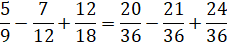 5/9 − 7/12 + 12/18 = 20/36 − 21/36 + 24/36